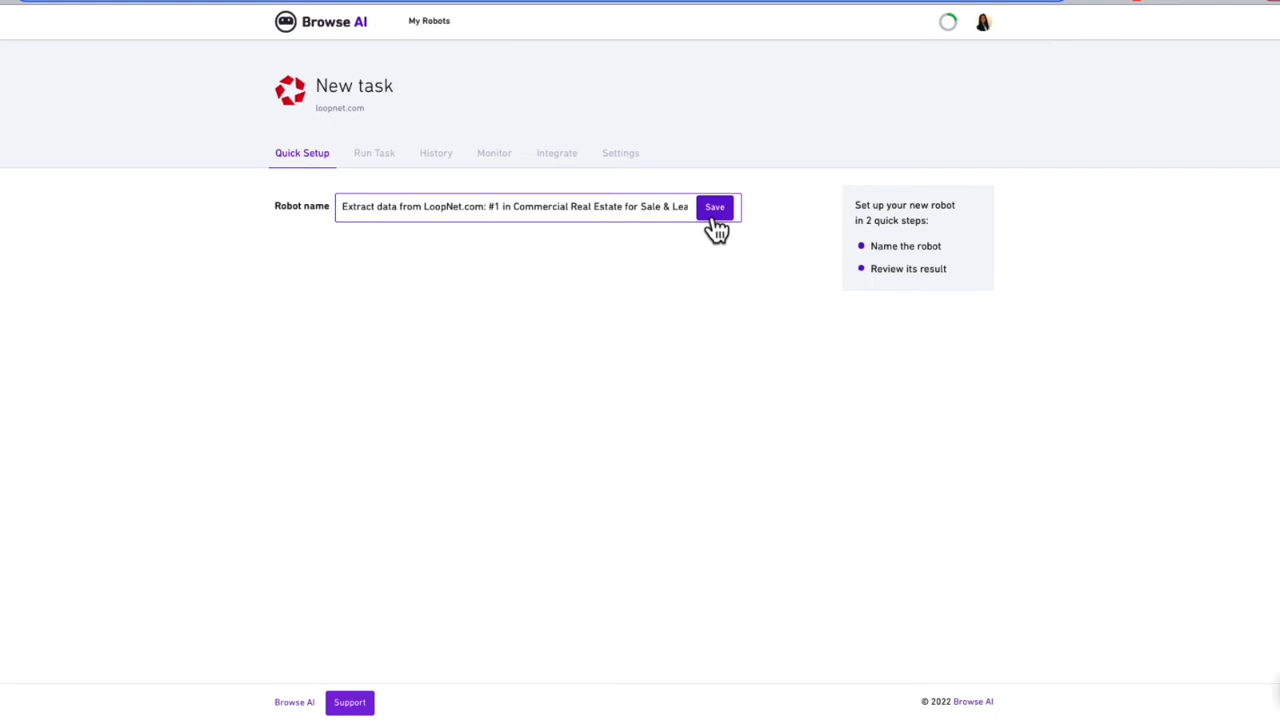 Browse AI
My Robots
New task
loopnet.com
Quick Setup
Run Task
History
Monitor
Integrate
Settings
Robot name
Extract data from LoopNet.com: #1 in Commercial Real Estate for Sale & Lea
Save
Set up your new robot
in 2 quick steps:
Name the robot
Review its result
Browse AI
Support
© 2022 Browse AI